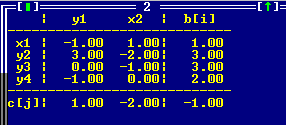 [▮] 2 [↑]
¦ y1 x2 ¦ b[i]
x1 ¦ -1.00 1.00¦ 1.00
y2 ¦ 3.00 -2.00¦ 3.00
y3 ¦ 0.00 -1.00¦ 3.00
y4 ¦ -1.00 0.00¦ 2.00
c[j]¦ 1.00 -2.00¦ -1.00